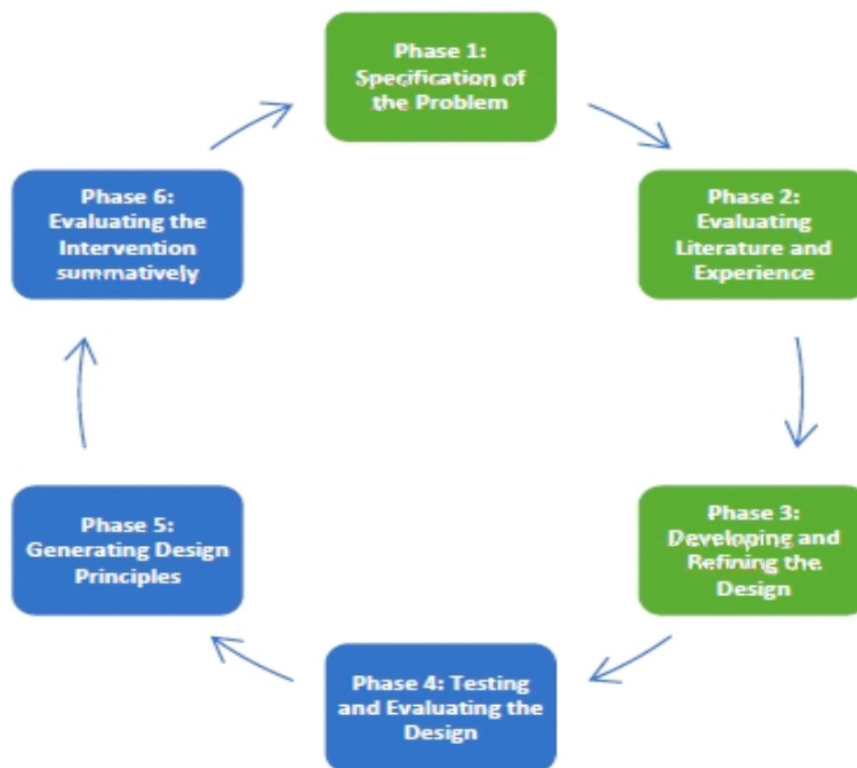 Phase 1:
Specification of
the Problem
Phase 2:
Evaluating
Literature and
Experience
Phase 3:
Developing and
Refining the
Design
Phase 4: Testing
and Evaluating the
Design
Phase 5:
Generating Design
Principles
Phase 6:
Evaluating the
Intervention
summatively